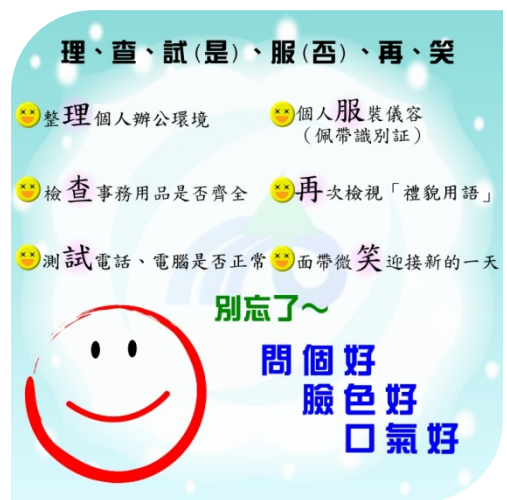 理、查、試(是)、服(否)、再、笑
整理個人辦公環境
個人服裝儀容
(佩帶識別証)
檢查事務用品是否齊全
再次檢視「禮貌用語」
測試電話、電腦是否正常
面帶微笑迎接新的一天
別忘了～
問個好
臉色好
口氣好